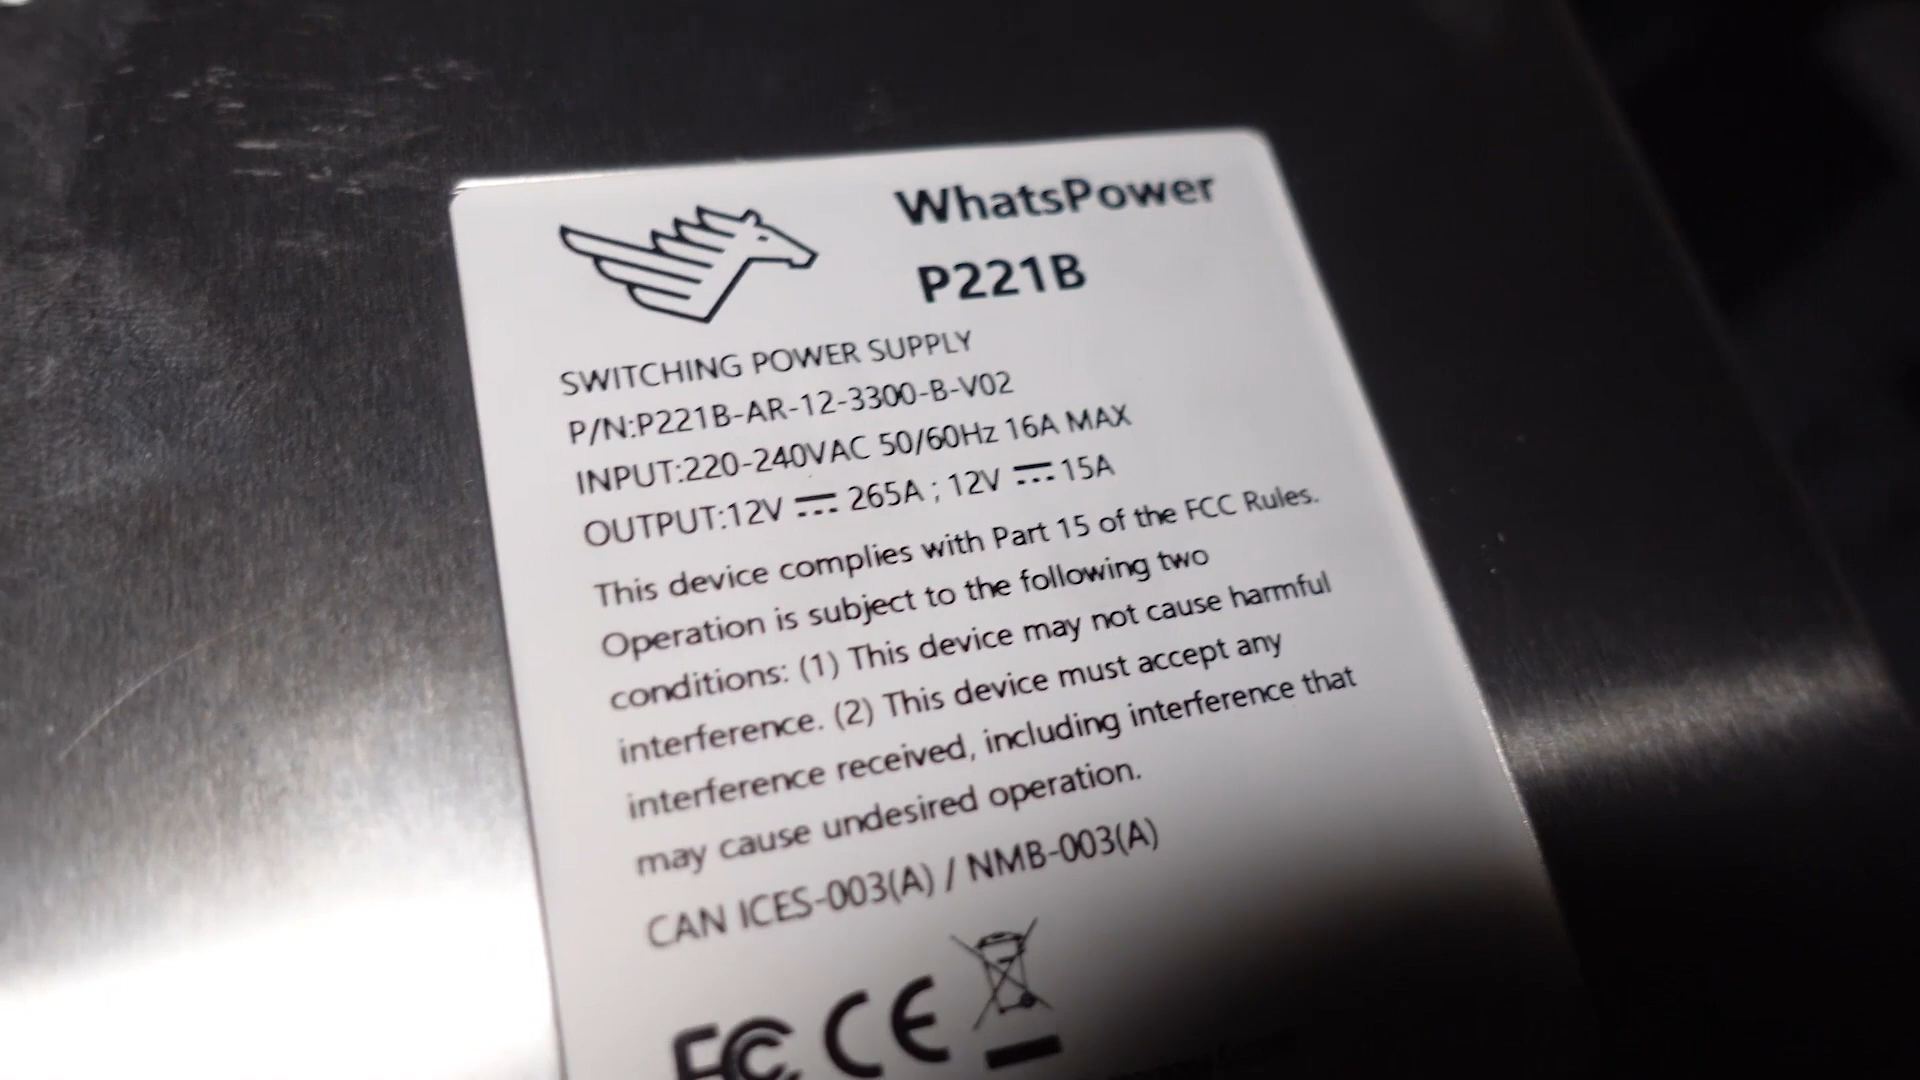 WhatsPower
P221B
SWITCHING POWER SUPPLY
P/N:P221B-AR-12-3300-B-V02
INPUT:220-240VAC 50/60Hz 16A MAX
OUTPUT:12V ⎓ 265A ; 12V ⎓ 15A
This device complies with Part 15 of the FCC Rules.
Operation is subject to the following two
conditions: (1) This device may not cause harmful
interference. (2) This device must accept any
interference received, including interference that
may cause undesired operation.
CAN ICES-003(A) / NMB-003(A)
FC CE